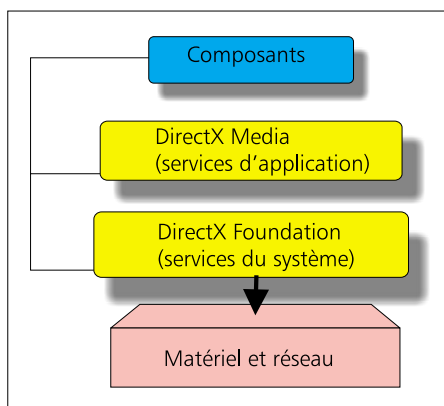 Composants
DirectX Media
(services d'application)
DirectX Foundation
(services du système)
Matériel et réseau